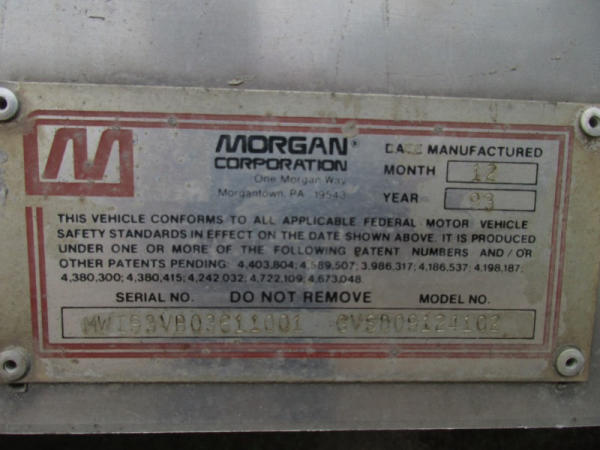 M
MORGAN®
CORPORATION
One Morgan Way
Morgantown, PA 19543
DATE MANUFACTURED
MONTH 12
YEAR 93
THIS VEHICLE CONFORMS TO ALL APPLICABLE FEDERAL MOTOR VEHICLE
SAFETY STANDARDS IN EFFECT ON THE DATE SHOWN ABOVE. IT IS PRODUCED
UNDER ONE OR MORE OF THE FOLLOWING PATENT NUMBERS AND/OR
OTHER PATENTS PENDING: 4,403,804; 4,589,507; 3,986,317; 4,186,537; 4,198,187;
4,380,300; 4,380,415; 4,242,032; 4,722,109; 4,673,048.
SERIAL NO. DO NOT REMOVE MODEL NO.